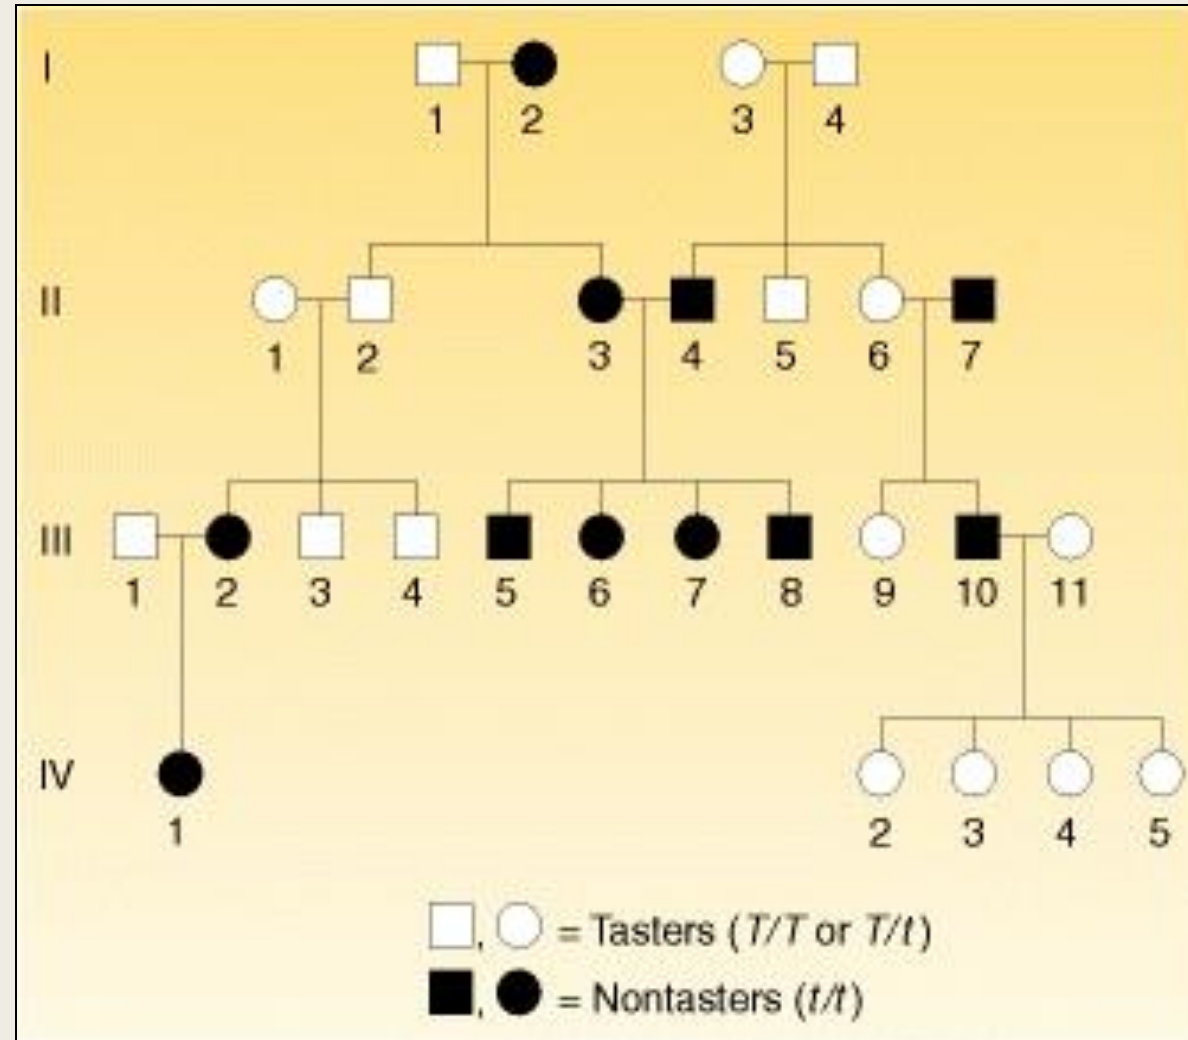 I
1 2 3 4
II
1 2 3 4 5 6 7
III
1 2 3 4 5 6 7 8 9 10 11
IV
1 2 3 4 5
, = Tasters (T/T or T/t)
, = Nontasters (t/t)